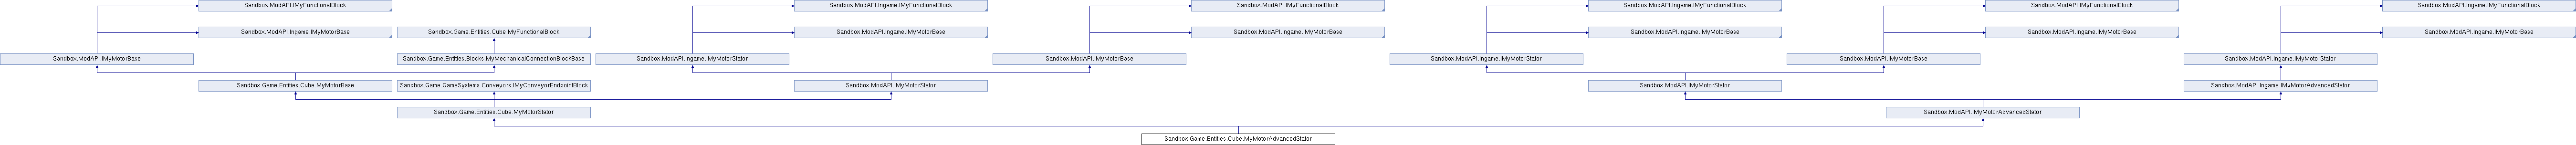 Sandbox.ModAPI.IMyFunctionalBlock
Sandbox.ModAPI.Ingame.IMyFunctionalBlock
Sandbox.ModAPI.IMyFunctionalBlock
Sandbox.ModAPI.Ingame.IMyFunctionalBlock
Sandbox.ModAPI.IMyFunctionalBlock
Sandbox.ModAPI.Ingame.IMyFunctionalBlock
Sandbox.ModAPI.Ingame.IMyMotorBase
Sandbox.Game.Entities.Cube.MyFunctionalBlock
Sandbox.ModAPI.Ingame.IMyMotorBase
Sandbox.ModAPI.Ingame.IMyMotorBase
Sandbox.ModAPI.Ingame.IMyMotorBase
Sandbox.ModAPI.Ingame.IMyMotorBase
Sandbox.ModAPI.Ingame.IMyMotorBase
Sandbox.ModAPI.IMyMotorBase
Sandbox.Game.Entities.Blocks.MyMechanicalConnectionBlockBase
Sandbox.ModAPI.Ingame.IMyMotorStator
Sandbox.ModAPI.IMyMotorBase
Sandbox.ModAPI.Ingame.IMyMotorStator
Sandbox.ModAPI.IMyMotorBase
Sandbox.ModAPI.Ingame.IMyMotorStator
Sandbox.Game.Entities.Cube.MyMotorBase
Sandbox.Game.GameSystems.Conveyors.IMyConveyorEndpointBlock
Sandbox.ModAPI.IMyMotorStator
Sandbox.ModAPI.IMyMotorStator
Sandbox.ModAPI.Ingame.IMyMotorAdvancedStator
Sandbox.Game.Entities.Cube.MyMotorStator
Sandbox.ModAPI.IMyMotorAdvancedStator
Sandbox.Game.Entities.Cube.MyMotorAdvancedStator